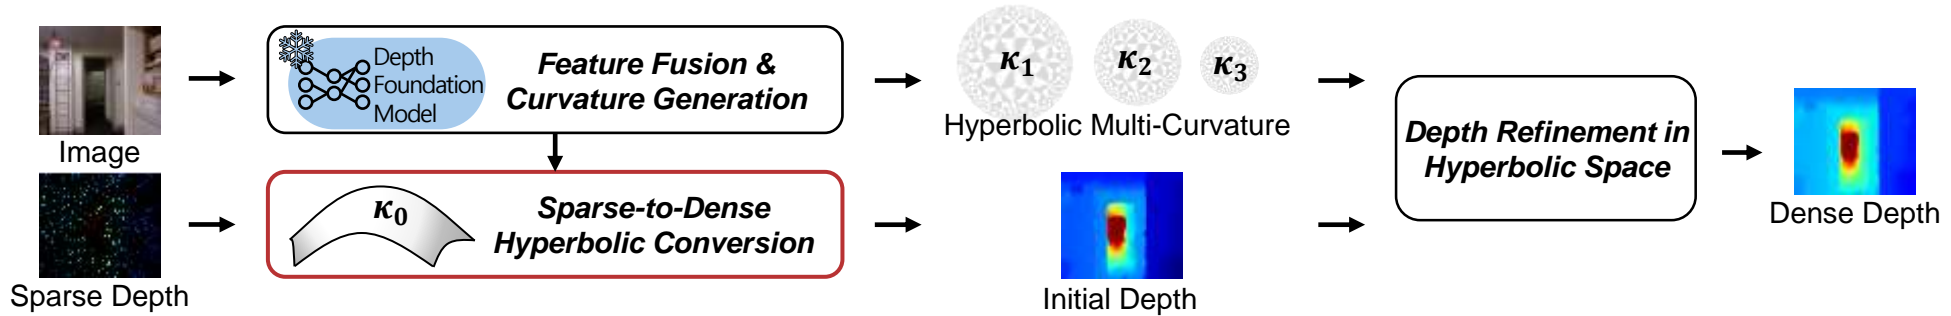 Image
Sparse Depth
Depth
Foundation
Model
Feature Fusion &
Curvature Generation
κ0
Sparse-to-Dense
Hyperbolic Conversion
κ1
κ2
κ3
Hyperbolic Multi-Curvature
Initial Depth
Depth Refinement in
Hyperbolic Space
Dense Depth